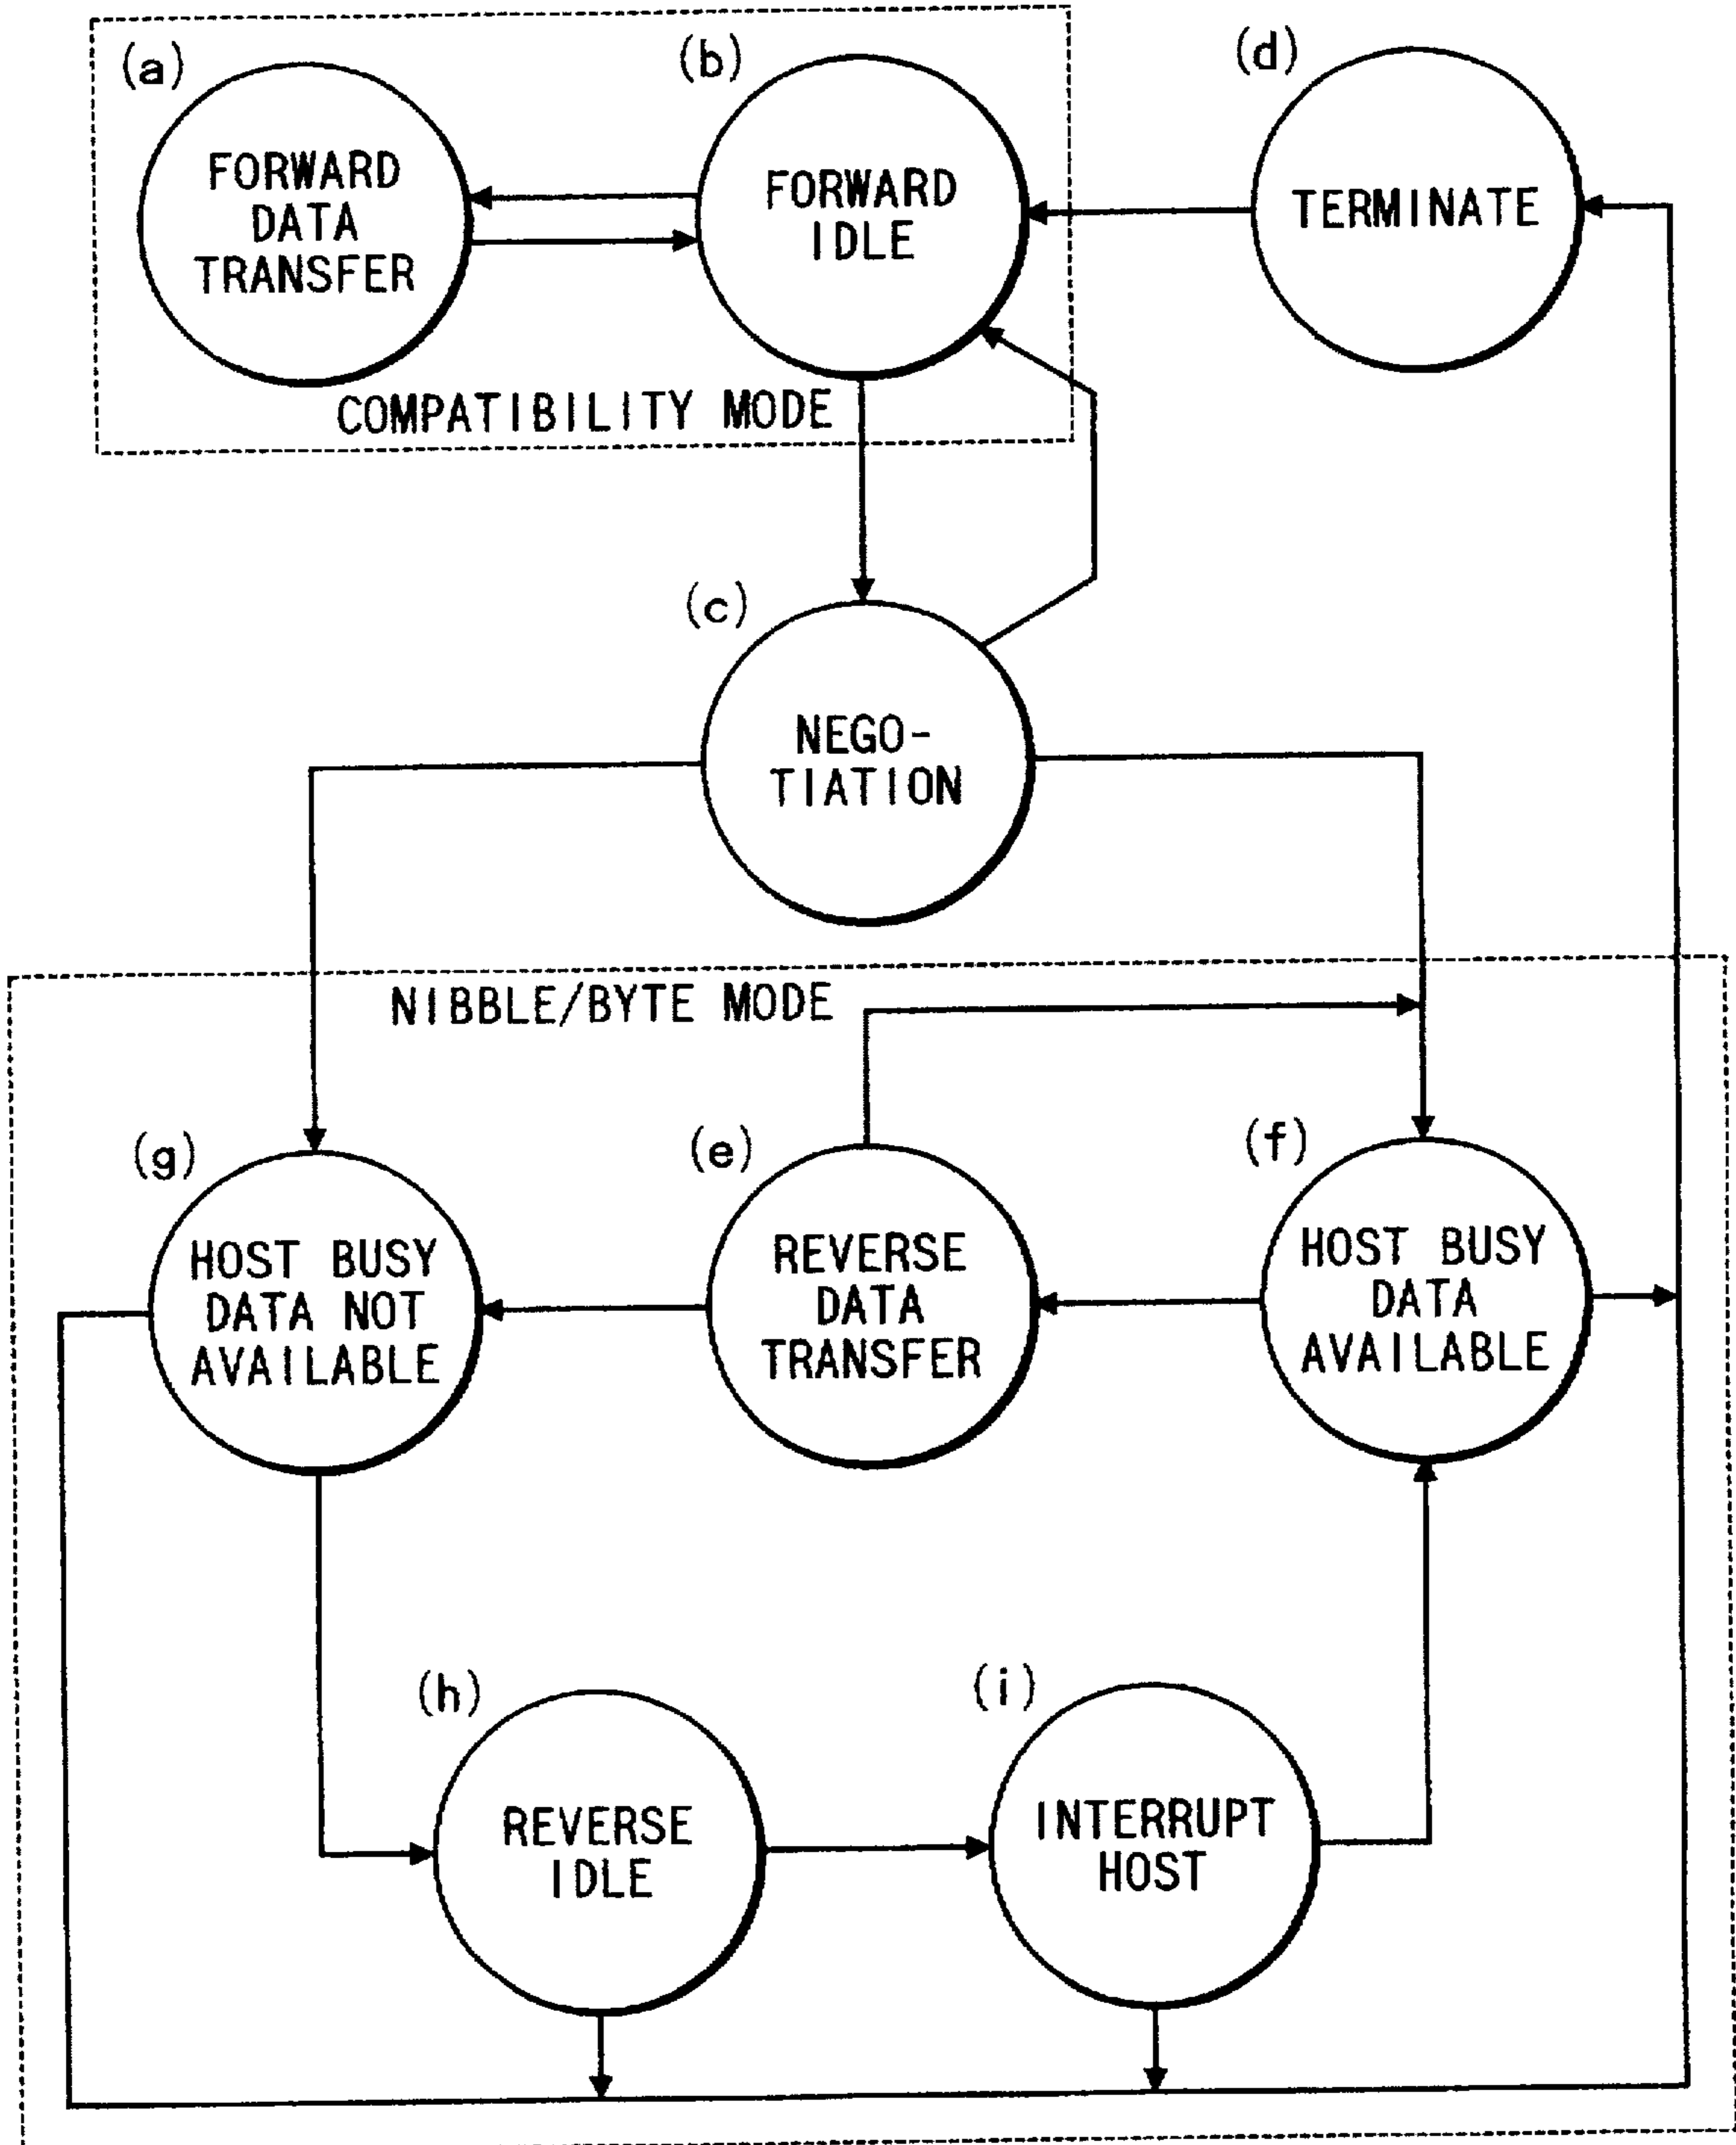 (a)
(b)
(d)
FORWARD
DATA
TRANSFER
FORWARD
IDLE
TERMINATE
COMPATIBILITY MODE
(c)
NEGO-
TIATION
NIBBLE/BYTE MODE
(g)
(e)
(f)
HOST BUSY
DATA NOT
AVAILABLE
REVERSE
DATA
TRANSFER
HOST BUSY
DATA
AVAILABLE
(h)
(i)
REVERSE
IDLE
INTERRUPT
HOST